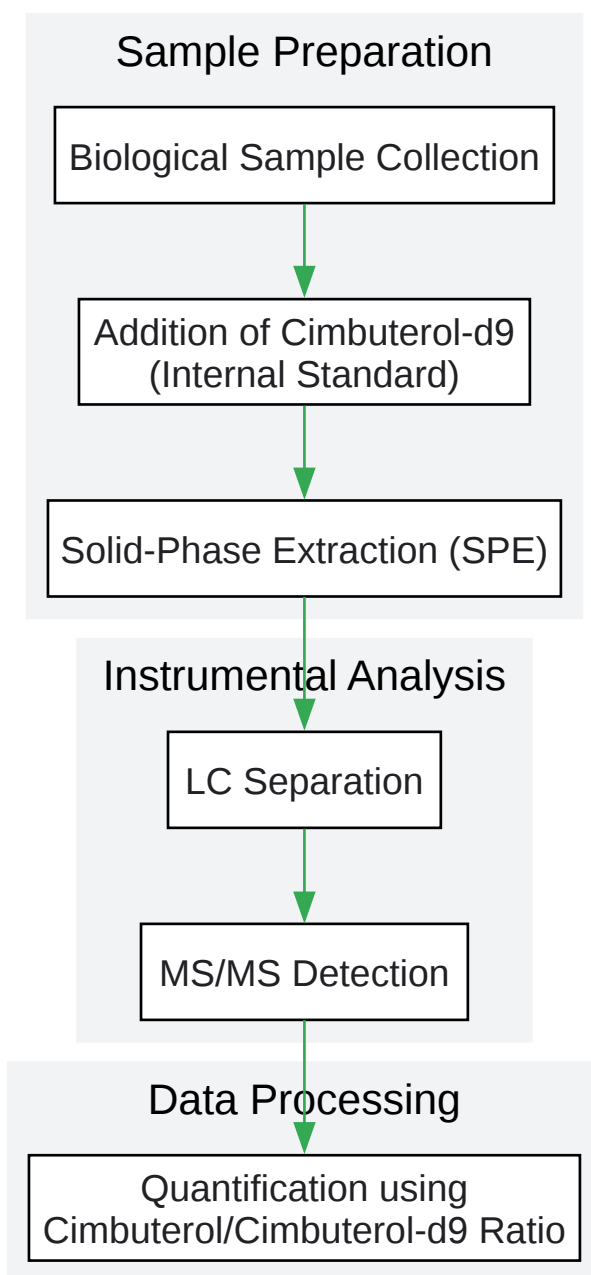 Sample Preparation
Biological Sample Collection
Addition of Cimbuterol-d9
(Internal Standard)
Solid-Phase Extraction (SPE)
Instrumental Analysis
LC Separation
MS/MS Detection
Data Processing
Quantification using
Cimbuterol/Cimbuterol-d9 Ratio